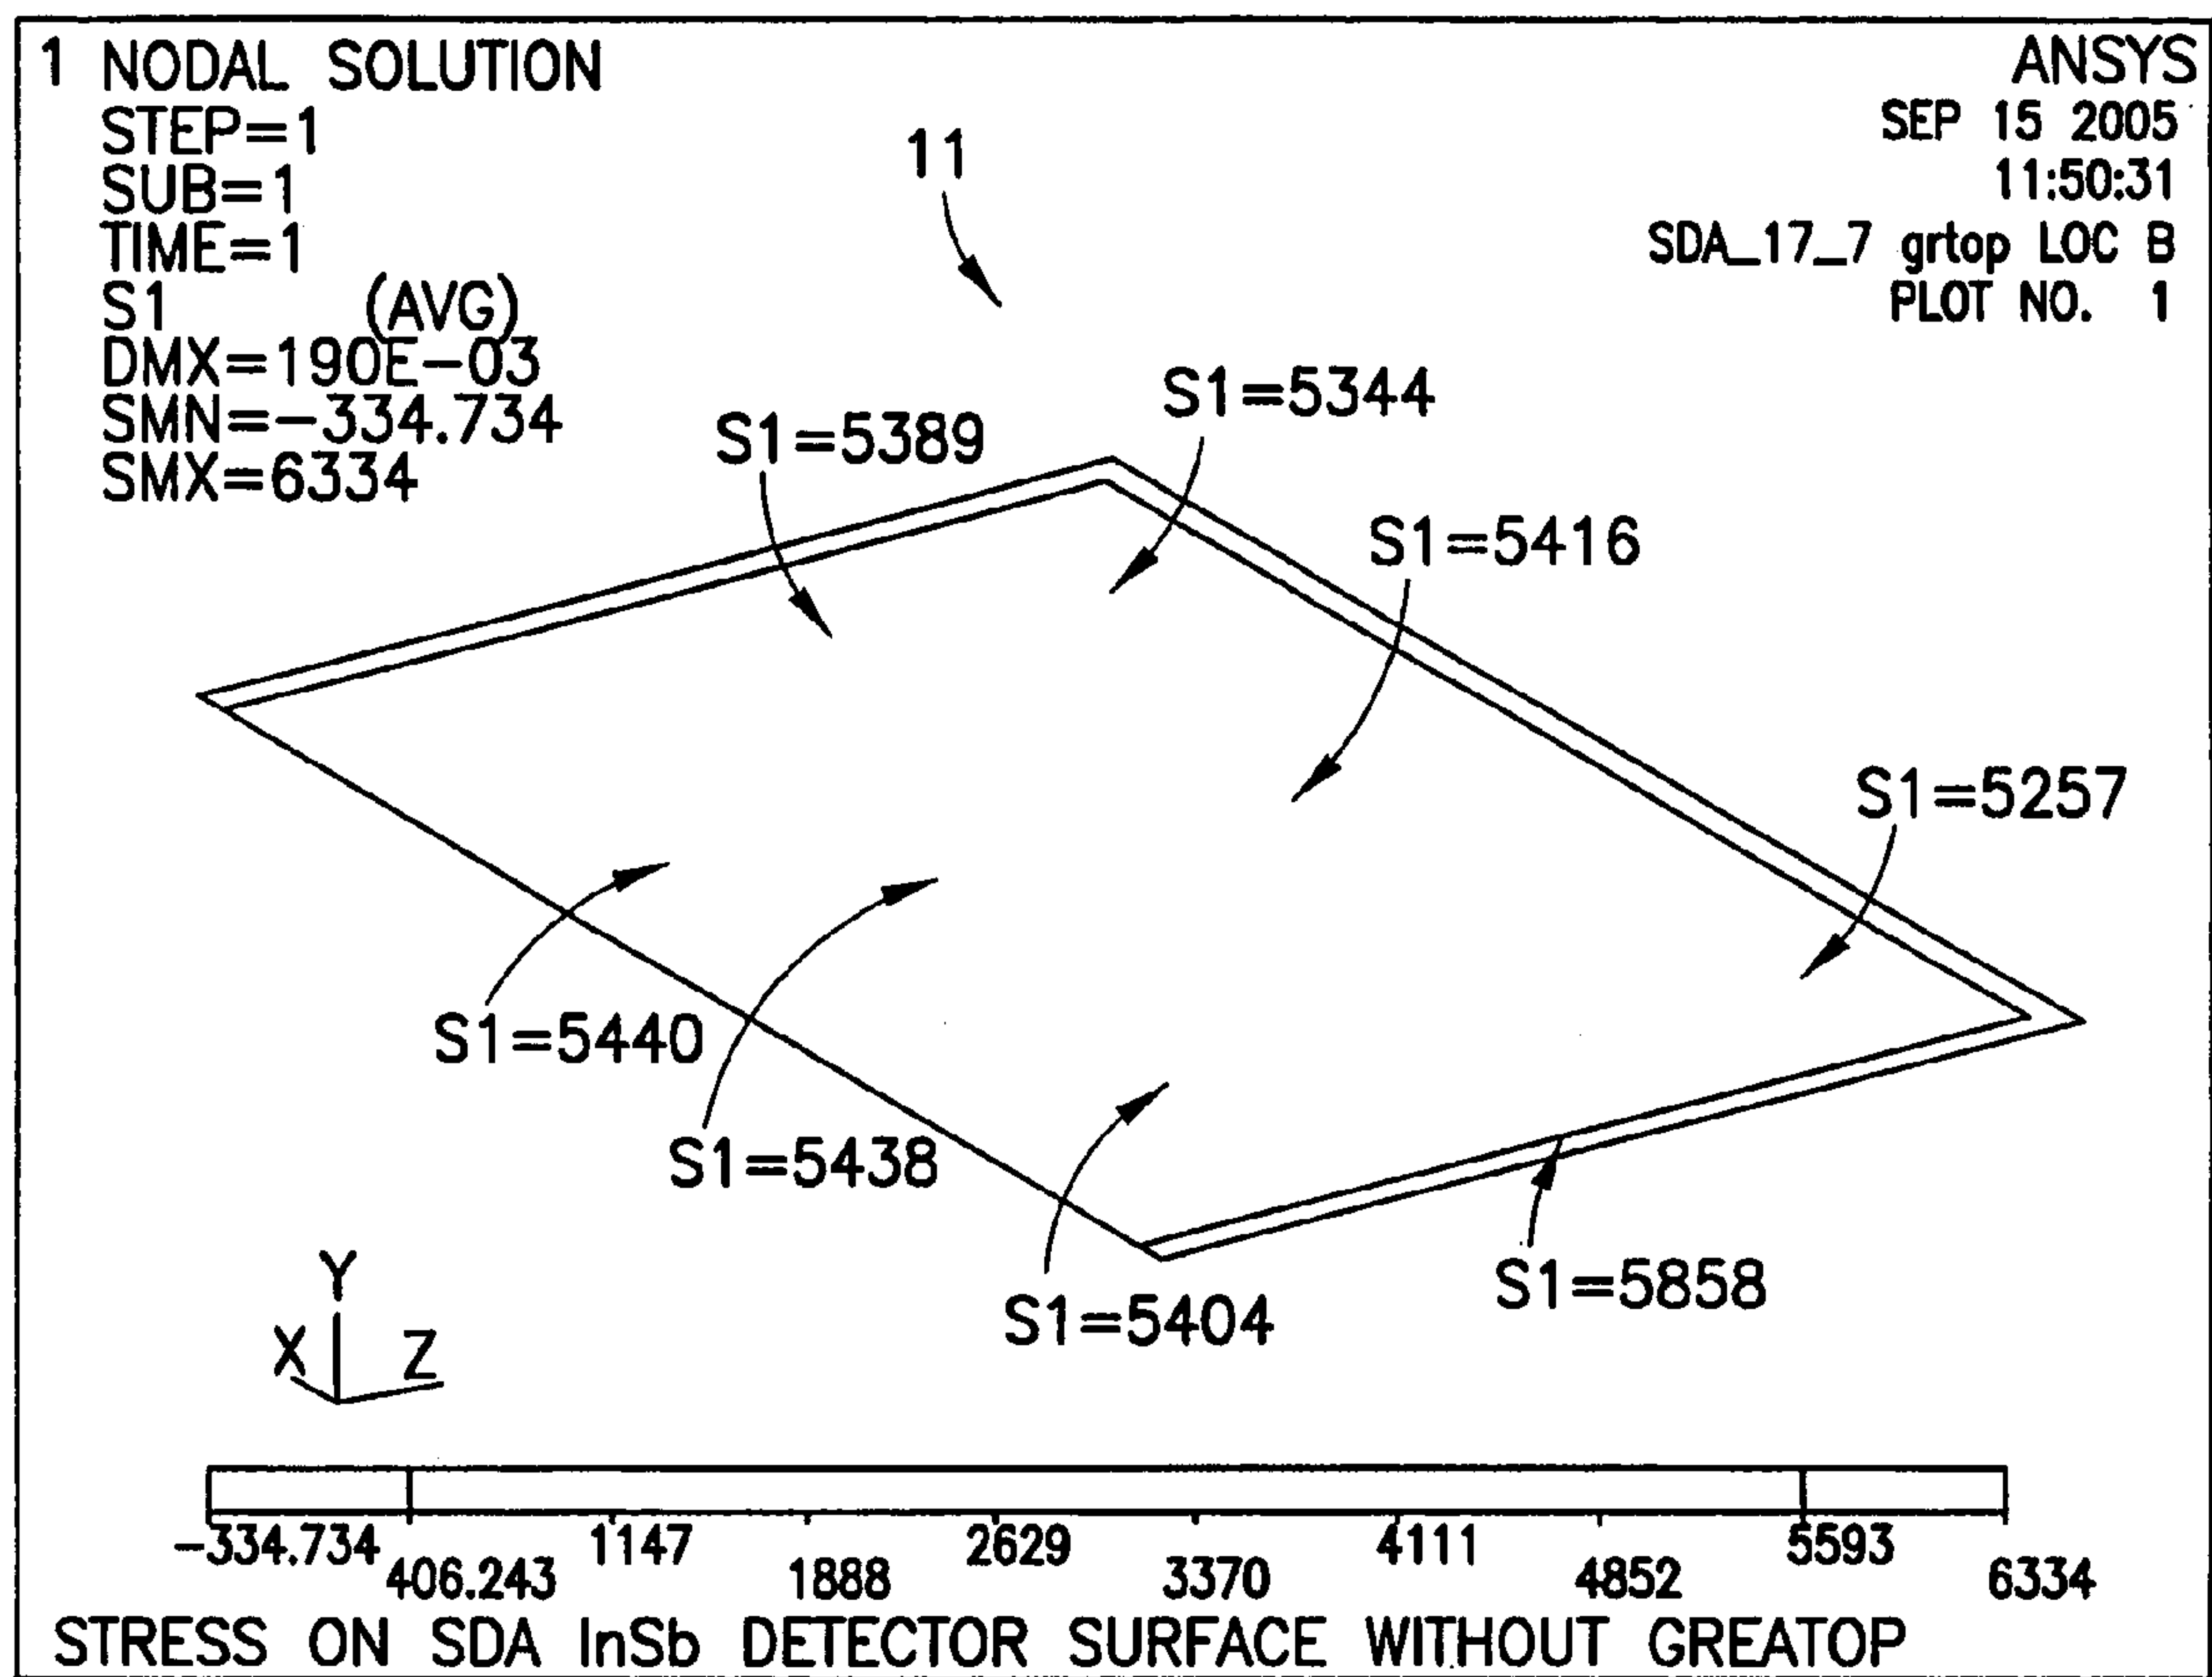 1 NODAL SOLUTION
STEP=1
SUB=1
TIME=1
S1 (AVG)
DMX=190E-03
SMN=-334.734
SMX=6334
ANSYS
SEP 15 2005
11:50:31
SDA_17_7 grtop LOC B
PLOT NO. 1
11
S1=5344
S1=5389
S1=5416
S1=5257
S1=5440
S1=5438
S1=5858
S1=5404
Y
X Z
-334.734 1147 2629 4111 5593
406.243 1888 3370 4852 6334
STRESS ON SDA InSb DETECTOR SURFACE WITHOUT GREATOP